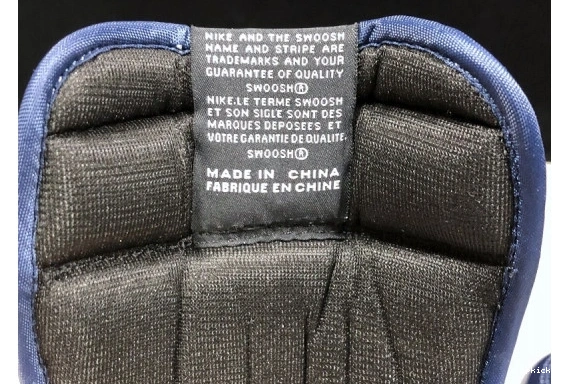 NIKE AND THE SWOOSH
NAME AND STRIPE ARE
TRADEMARKS AND YOUR
GUARANTEE OF QUALITY
SWOOSH®
NIKE.LE TERME SWOOSH
ET SON SIGLE SONT DES
MARQUES DEPOSEES ET
VOTRE GARANTIE DE QUALITE.
SWOOSH®
MADE IN CHINA
FABRIQUE EN CHINE
kick